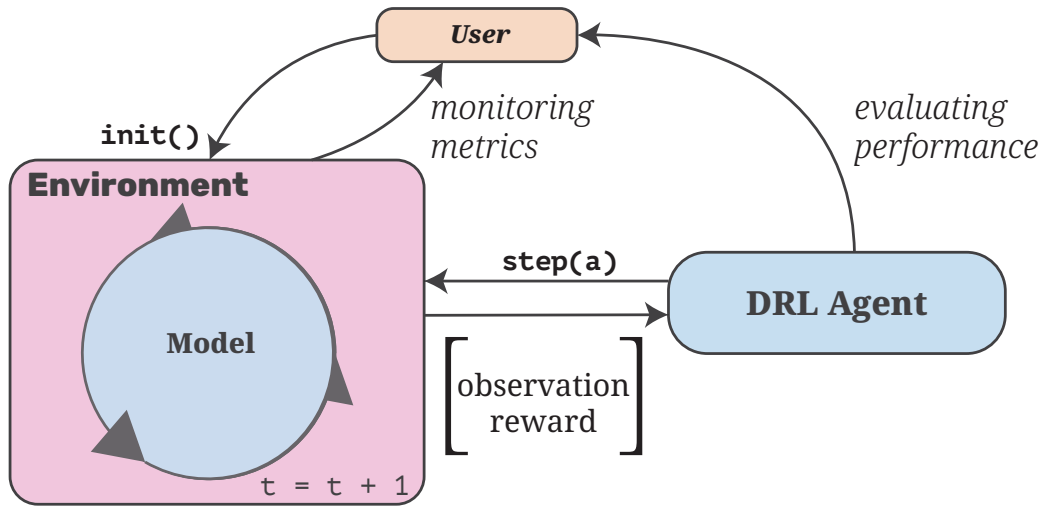 User
monitoring
metrics
evaluating
performance
init()
Environment
step(a)
DRL Agent
Model
observation
reward
t = t + 1